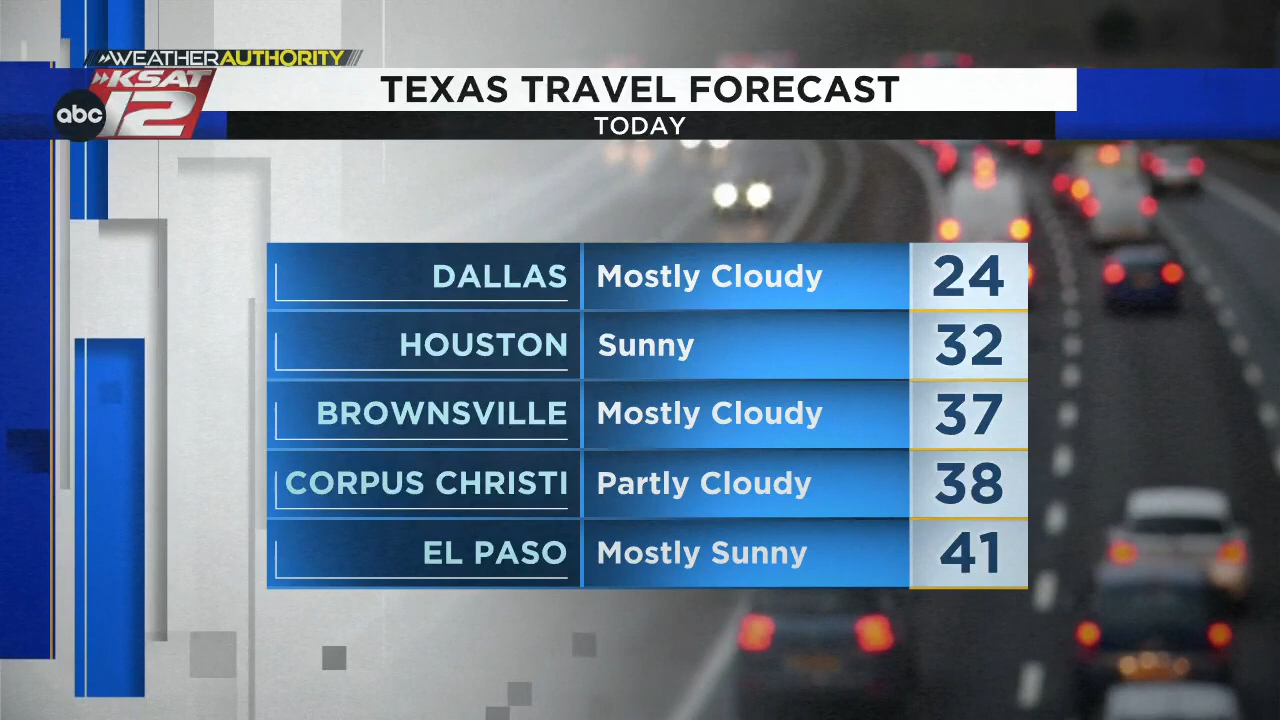 WEATHERAUTHORITY
KSAT
abc 12
TEXAS TRAVEL FORECAST
TODAY
DALLAS Mostly Cloudy 24
HOUSTON Sunny 32
BROWNSVILLE Mostly Cloudy 37
CORPUS CHRISTI Partly Cloudy 38
EL PASO Mostly Sunny 41